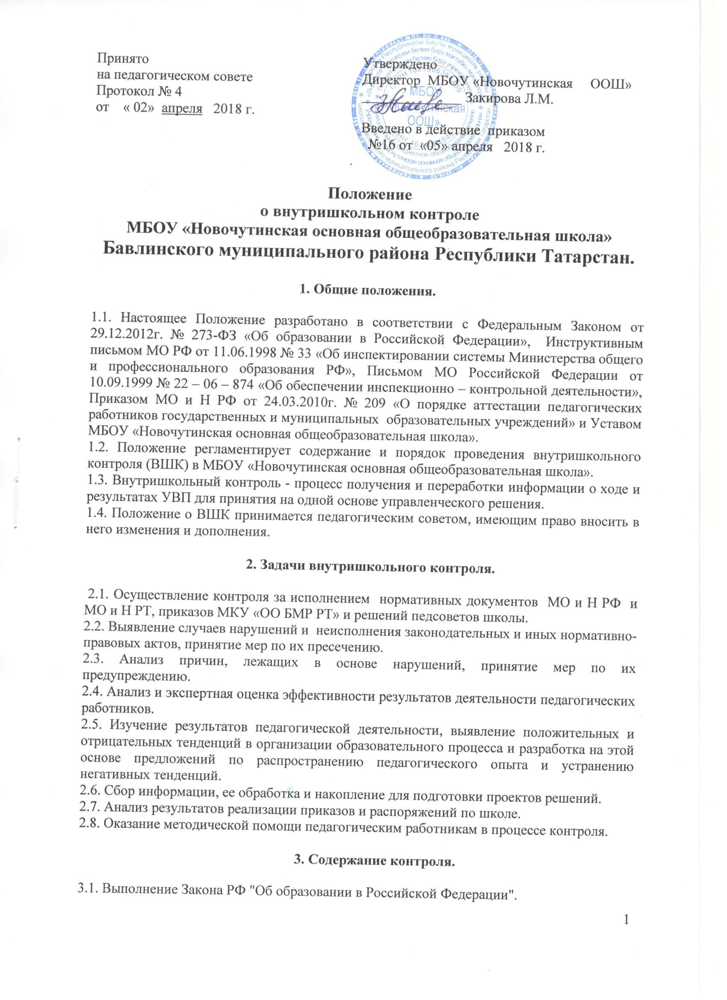 Принято
на педагогическом совете
Протокол № 4
от « 02» апреля 2018 г.
Утверждено
Директор МБОУ «Новочутинская ООШ»
Закирова Л.М.
Введено в действие приказом
№16 от «05» апреля 2018 г.
МБОУ
«Новочутинская
ООШ»
Положение
о внутришкольном контроле
МБОУ «Новочутинская основная общеобразовательная школа»
Бавлинского муниципального района Республики Татарстан.
1. Общие положения.
1.1. Настоящее Положение разработано в соответствии с Федеральным Законом от
29.12.2012г. № 273-ФЗ «Об образовании в Российской Федерации», Инструктивным
письмом МО РФ от 11.06.1998 № 33 «Об инспектировании системы Министерства общего
и профессионального образования РФ», Письмом МО Российской Федерации от
10.09.1999 № 22 – 06 – 874 «Об обеспечении инспекционно – контрольной деятельности»,
Приказом МО и Н РФ от 24.03.2010г. № 209 «О порядке аттестации педагогических
работников государственных и муниципальных образовательных учреждений» и Уставом
МБОУ «Новочутинская основная общеобразовательная школа».
1.2. Положение регламентирует содержание и порядок проведения внутришкольного
контроля (ВШК) в МБОУ «Новочутинская основная общеобразовательная школа».
1.3. Внутришкольный контроль - процесс получения и переработки информации о ходе и
результатах УВП для принятия на одной основе управленческого решения.
1.4. Положение о ВШК принимается педагогическим советом, имеющим право вносить в
него изменения и дополнения.
2. Задачи внутришкольного контроля.
2.1. Осуществление контроля за исполнением нормативных документов МО и Н РФ и
МО и Н РТ, приказов МКУ «ОО БМР РТ» и решений педсоветов школы.
2.2. Выявление случаев нарушений и неисполнения законодательных и иных нормативно-
правовых актов, принятие мер по их пресечению.
2.3. Анализ причин, лежащих в основе нарушений, принятие мер по их
предупреждению.
2.4. Анализ и экспертная оценка эффективности результатов деятельности педагогических
работников.
2.5. Изучение результатов педагогической деятельности, выявление положительных и
отрицательных тенденций в организации образовательного процесса и разработка на этой
основе предложений по распространению педагогического опыта и устранению
негативных тенденций.
2.6. Сбор информации, ее обработка и накопление для подготовки проектов решений.
2.7. Анализ результатов реализации приказов и распоряжений по школе.
2.8. Оказание методической помощи педагогическим работникам в процессе контроля.
3. Содержание контроля.
3.1. Выполнение Закона РФ "Об образовании в Российской Федерации".
1